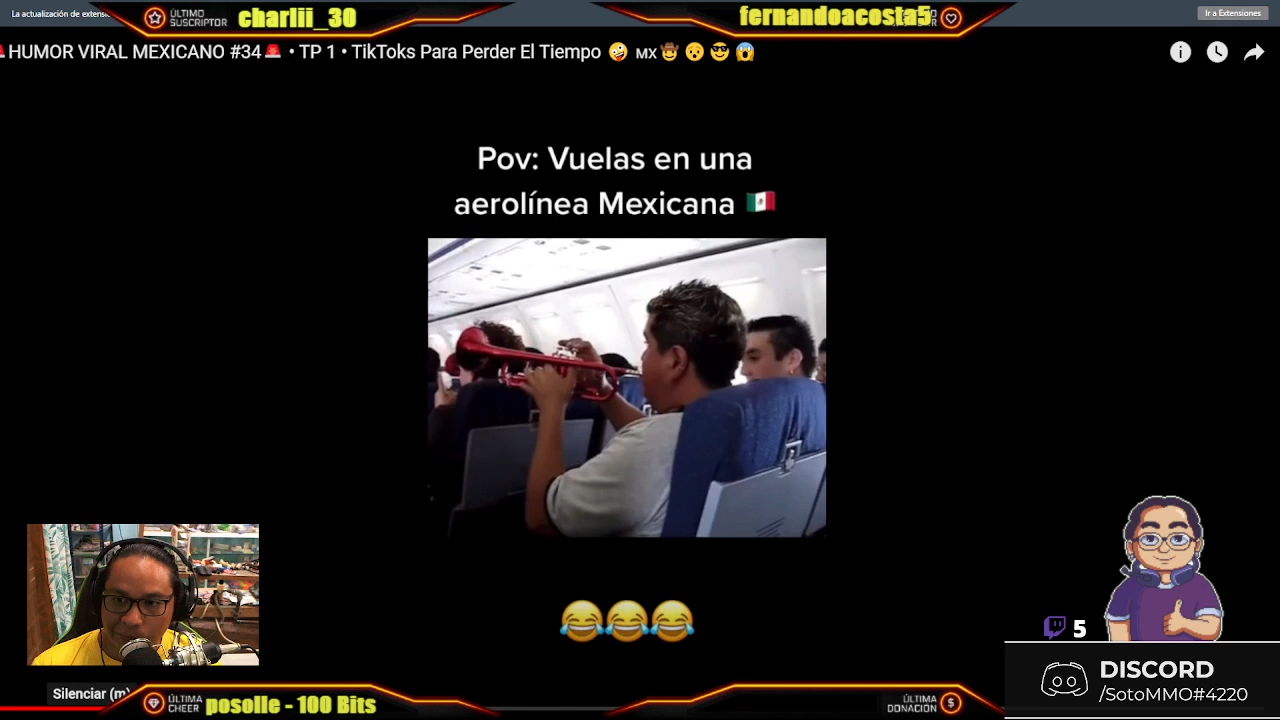 La actualización de
ÚLTIMO
SUSCRIPTOR
charlii_30
fernandoacosta5
Ir a Extensiones
HUMOR VIRAL MEXICANO #34🚨 • TP 1 • TikToks Para Perder El Tiempo 🤪 MX🤠 😯 😎 😱
Pov: Vuelas en una
aerolínea Mexicana 🇲🇽
😂😂😂
5
DISCORD
/SotoMMO#4220
Silenciar (m)
ÚLTIMA
CHEER
posolle - 100 Bits
ÚLTIMA
DONACIÓN